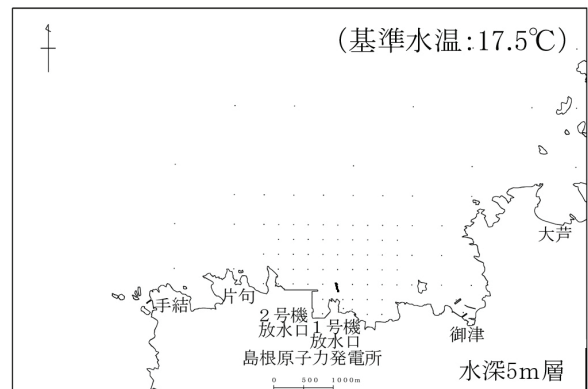 (基準水温:17.5℃)
大芦
手結
片句
2号機
放水口
1号機
放水口
御津
島根原子力発電所
水深5m層
0 500 1000m